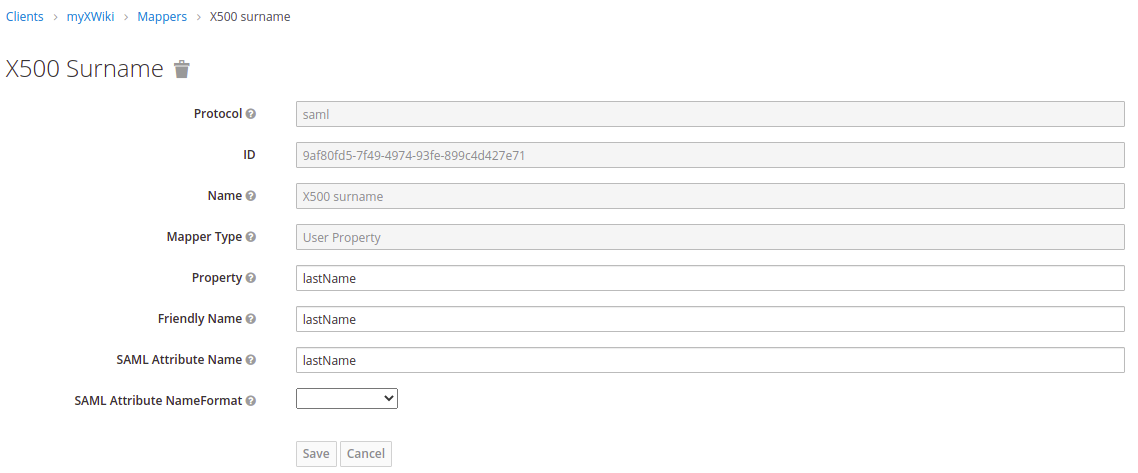 Clients > myXWiki > Mappers > X500 surname
X500 Surname
Protocol saml
ID 9af80fd5-7f49-4974-93fe-899c4d427e71
Name X500 surname
Mapper Type User Property
Property lastName
Friendly Name lastName
SAML Attribute Name lastName
SAML Attribute NameFormat
Save Cancel